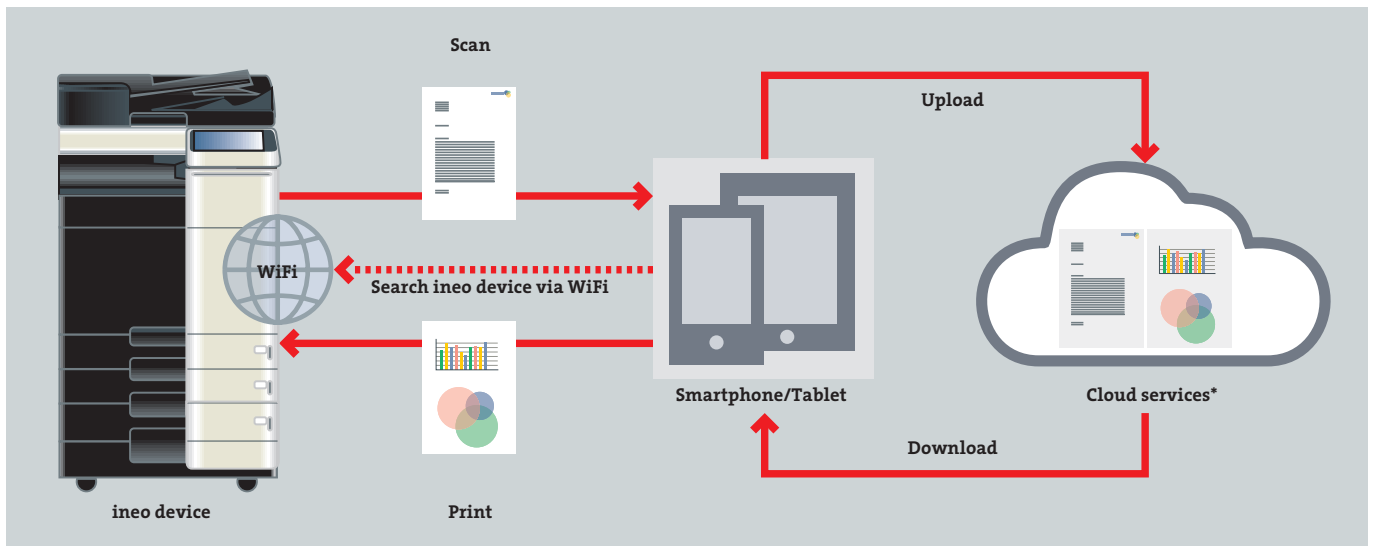 Scan
Upload
WiFi
Search ineo device via WiFi
Smartphone/Tablet
Cloud services*
Download
ineo device
Print